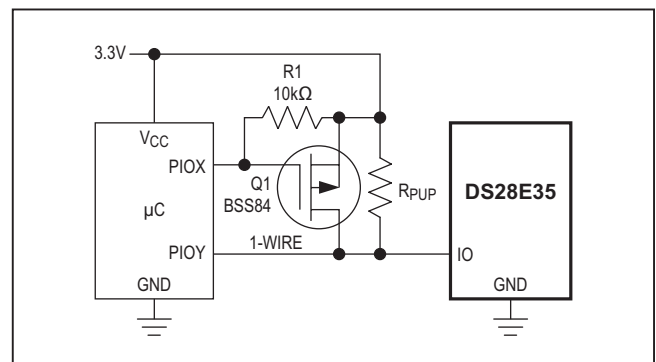 3.3V
R1
10kΩ
VCC
PIOX
Q1
BSS84
RPUP
DS28E35
µC
PIOY
1-WIRE
IO
GND
GND